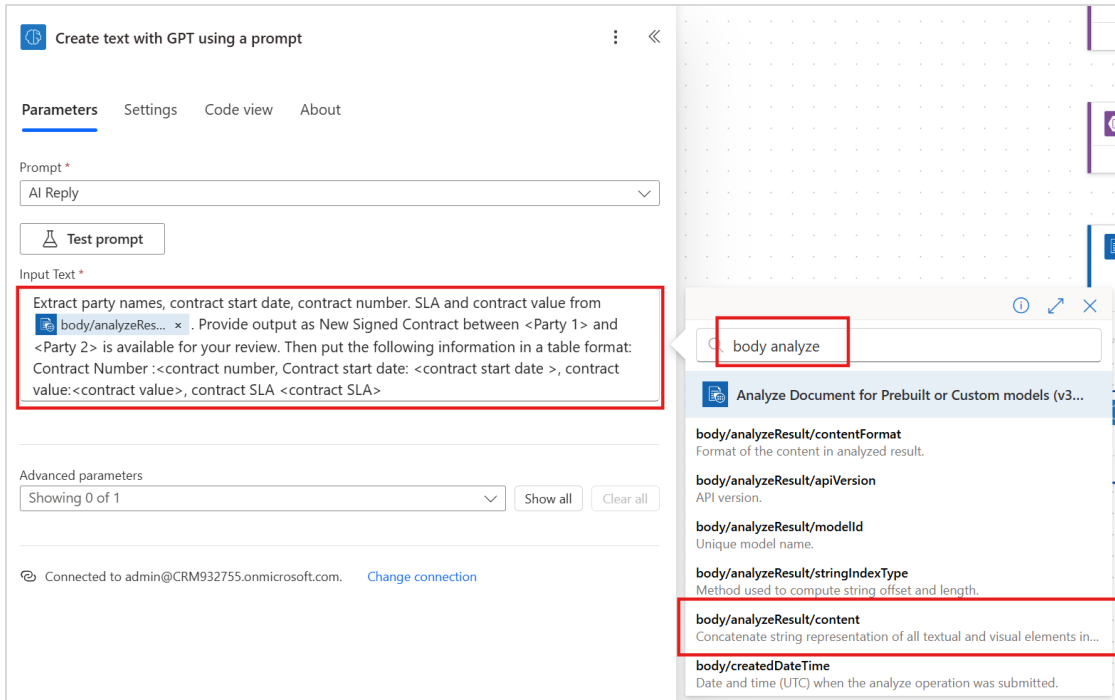 Create text with GPT using a prompt
Parameters Settings Code view About
Prompt *
AI Reply
Test prompt
Input Text *
Extract party names, contract start date, contract number. SLA and contract value from
body/analyzeRes... × . Provide output as New Signed Contract between <Party 1> and
<Party 2> is available for your review. Then put the following information in a table format:
Contract Number :<contract number, Contract start date: <contract start date >, contract
value:<contract value>, contract SLA <contract SLA>
Advanced parameters
Showing 0 of 1 Show all Clear all
Connected to admin@CRM932755.onmicrosoft.com. Change connection
body analyze
Analyze Document for Prebuilt or Custom models (v3...
body/analyzeResult/contentFormat
Format of the content in analyzed result.
body/analyzeResult/apiVersion
API version.
body/analyzeResult/modelId
Unique model name.
body/analyzeResult/stringIndexType
Method used to compute string offset and length.
body/analyzeResult/content
Concatenate string representation of all textual and visual elements in...
body/createdDateTime
Date and time (UTC) when the analyze operation was submitted.